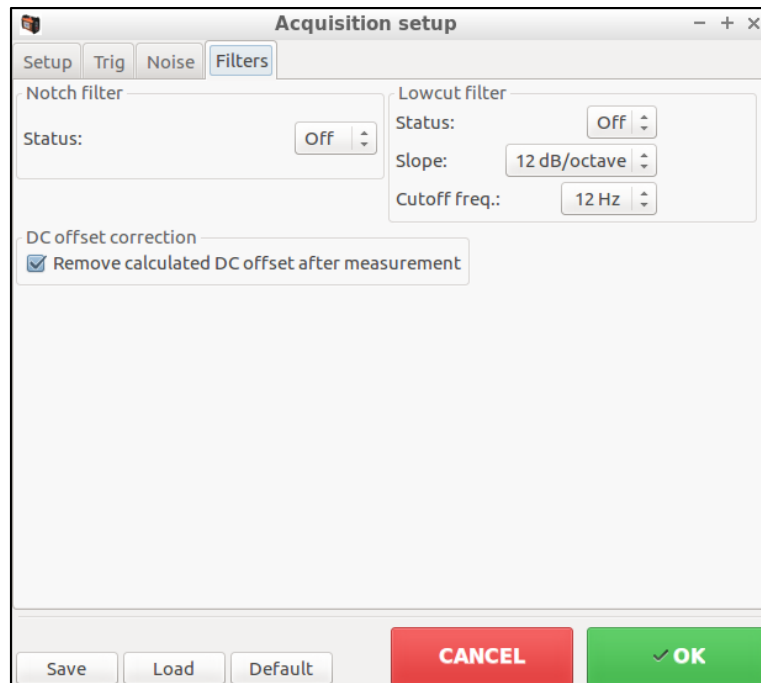 Acquisition setup
Setup Trig Noise Filters
Notch filter
Status: Off
Lowcut filter
Status: Off
Slope: 12 dB/octave
Cutoff freq.: 12 Hz
DC offset correction
Remove calculated DC offset after measurement
Save Load Default CANCEL OK